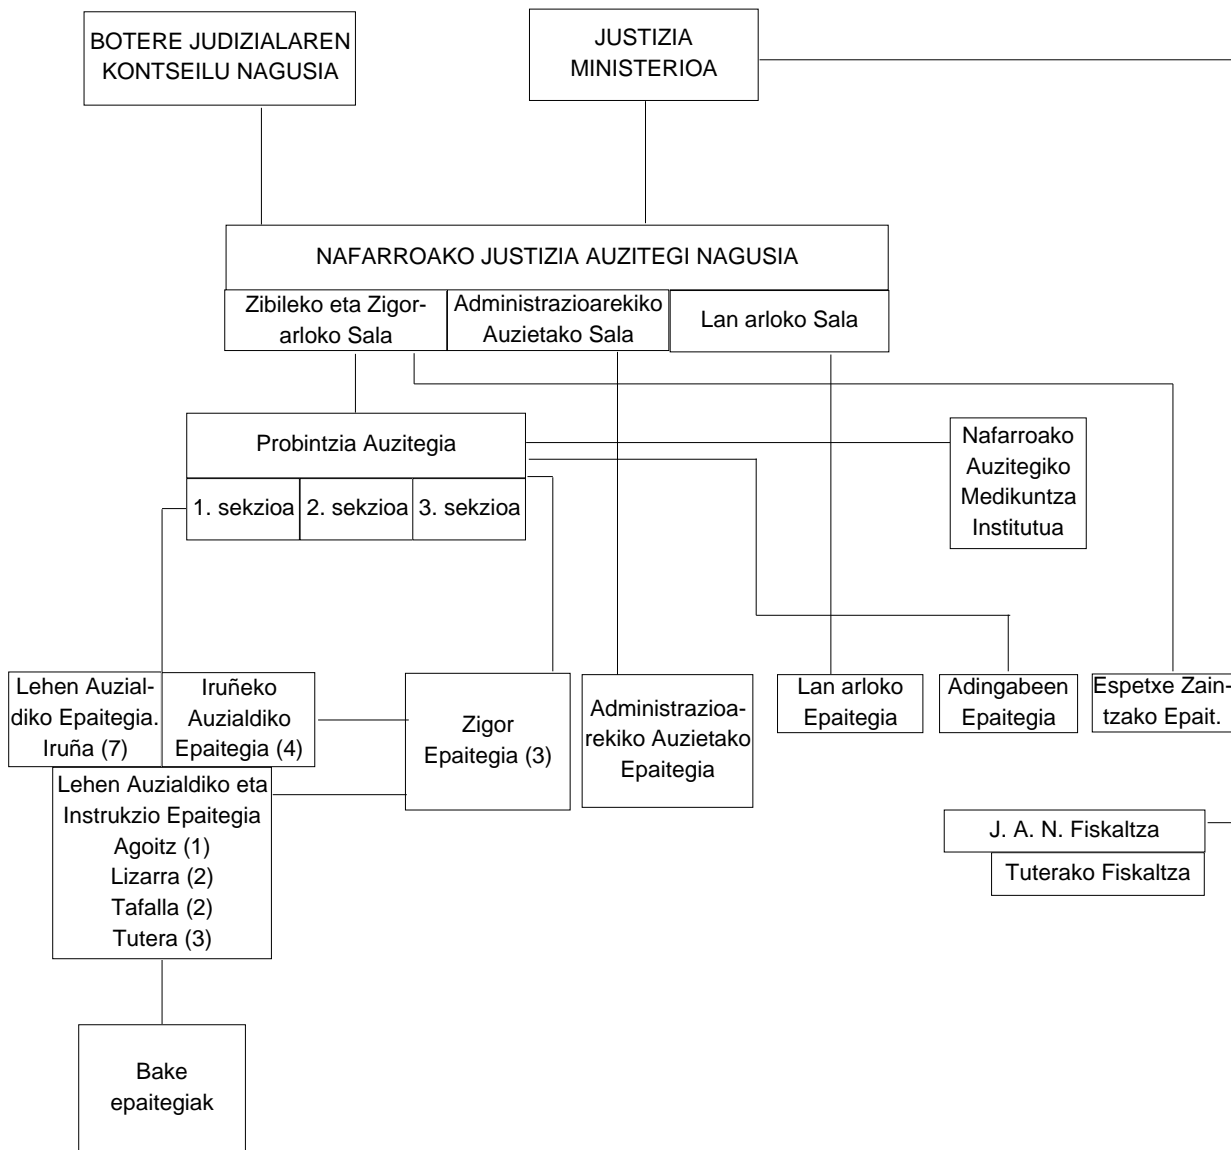 BOTERE JUDIZIALAREN
KONTSEILU NAGUSIA
JUSTIZIA
MINISTERIOA
NAFARROAKO JUSTIZIA AUZITEGI NAGUSIA
Zibileko eta Zigor-
arloko Sala
Administrazioarekiko
Auzietako Sala
Lan arloko Sala
Probintzia Auzitegia
1. sekzioa
2. sekzioa
3. sekzioa
Nafarroako
Auzitegiko
Medikuntza
Institutua
Lehen Auzial-
diko Epaitegia.
Iruña (7)
Iruñeko
Auzialdiko
Epaitegia (4)
Zigor
Epaitegia (3)
Administrazioa-
rekiko Auzietako
Epaitegia
Lan arloko
Epaitegia
Adingabeen
Epaitegia
Espetxe Zain-
tzako Epait.
Lehen Auzialdiko eta
Instrukzio Epaitegia
Agoitz (1)
Lizarra (2)
Tafalla (2)
Tutera (3)
J. A. N. Fiskaltza
Tuterako Fiskaltza
Bake
epaitegiak